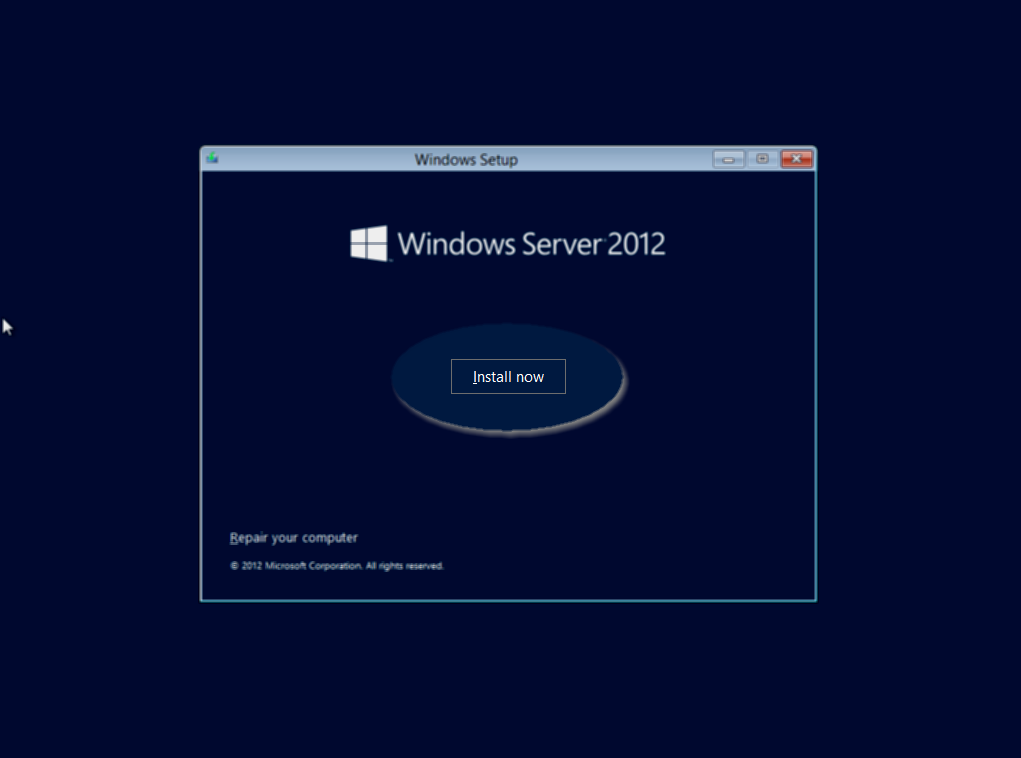 Windows Setup
Windows Server 2012
Install now
Repair your computer
© 2012 Microsoft Corporation. All rights reserved.